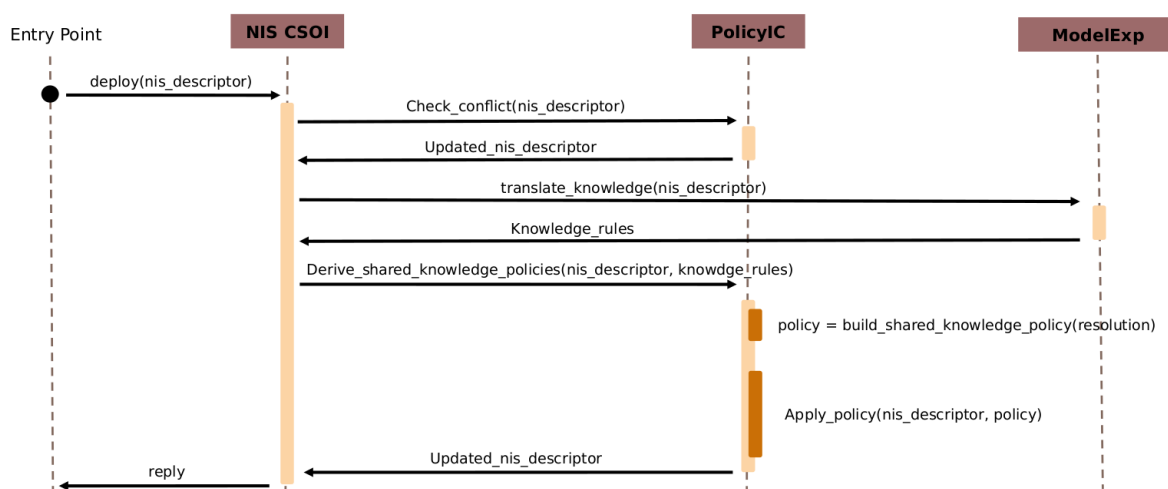 Entry Point
NIS CSOI
PolicyIC
ModelExp
deploy(nis_descriptor)
Check_conflict(nis_descriptor)
Updated_nis_descriptor
translate_knowledge(nis_descriptor)
Knowledge_rules
Derive_shared_knowledge_policies(nis_descriptor, knowdge_rules)
policy = build_shared_knowledge_policy(resolution)
Apply_policy(nis_descriptor, policy)
Updated_nis_descriptor
reply